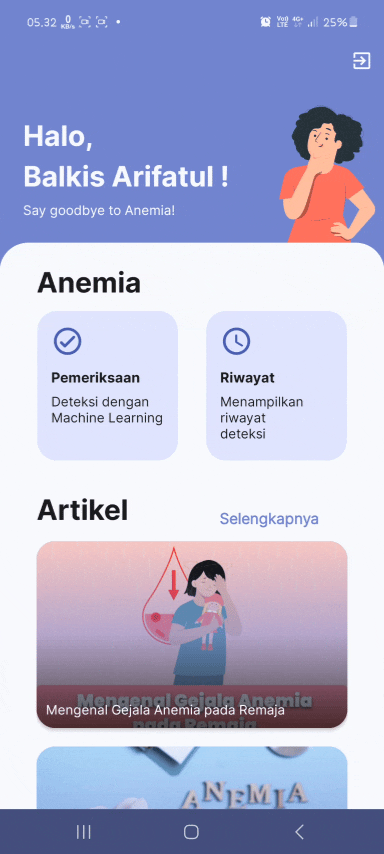 05.32 0 KB/s Voo LTE 4G+ 25%
Halo,
Balkis Arifatul !
Say goodbye to Anemia!
Anemia
Pemeriksaan
Deteksi dengan
Machine Learning
Riwayat
Menampilkan
riwayat
deteksi
Artikel
Selengkapnya
Mengenal Gejala Anemia
pada Remaja
Mengenal Gejala Anemia pada Remaja
ANEMIA